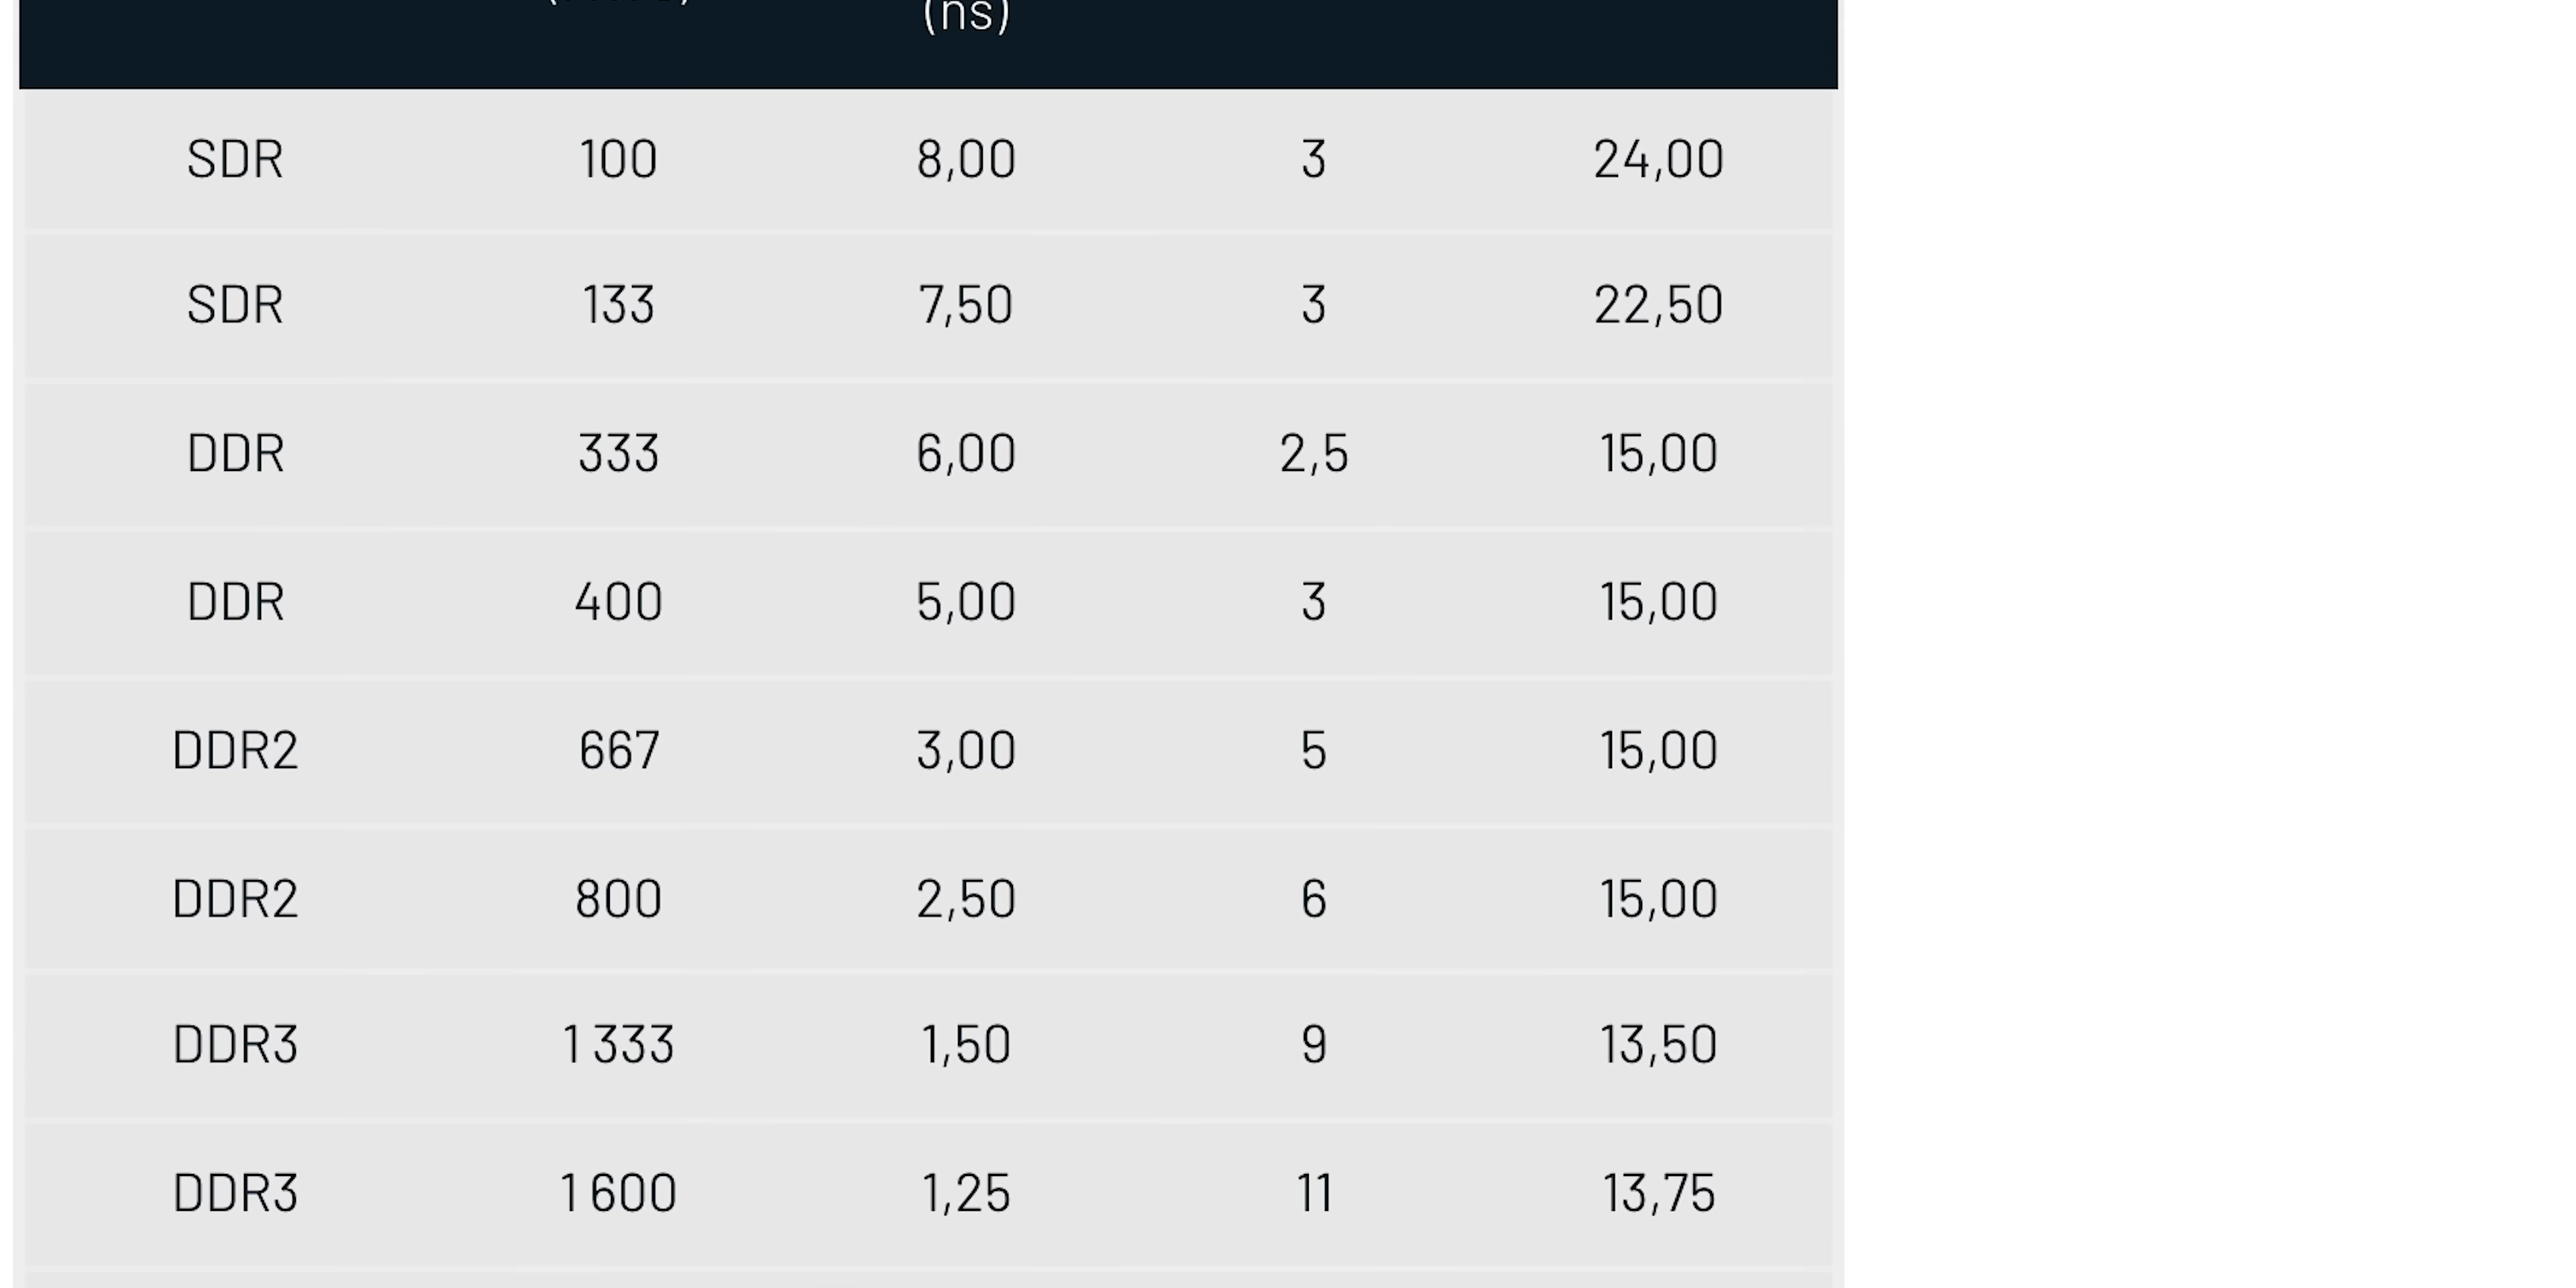 (ns)
SDR 100 8,00 3 24,00
SDR 133 7,50 3 22,50
DDR 333 6,00 2,5 15,00
DDR 400 5,00 3 15,00
DDR2 667 3,00 5 15,00
DDR2 800 2,50 6 15,00
DDR3 1 333 1,50 9 13,50
DDR3 1 600 1,25 11 13,75